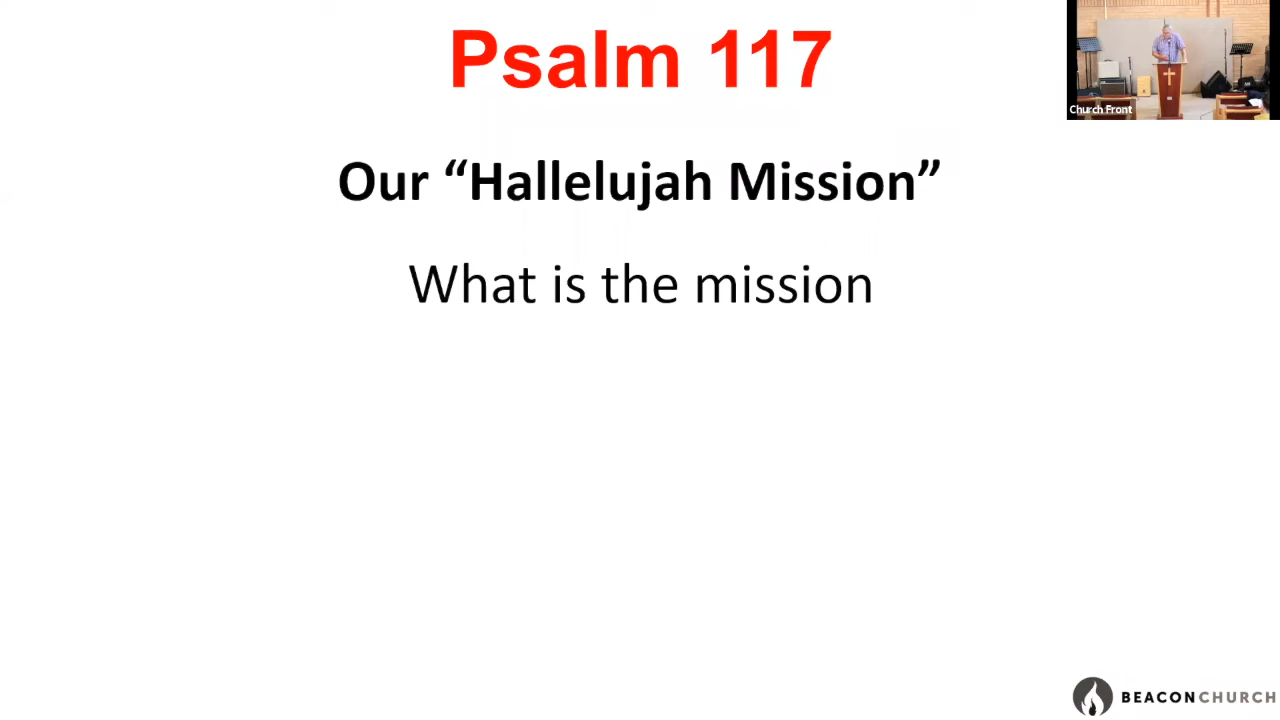 Psalm 117
Church Front
Our “Hallelujah Mission”
What is the mission
BEACONCHURCH